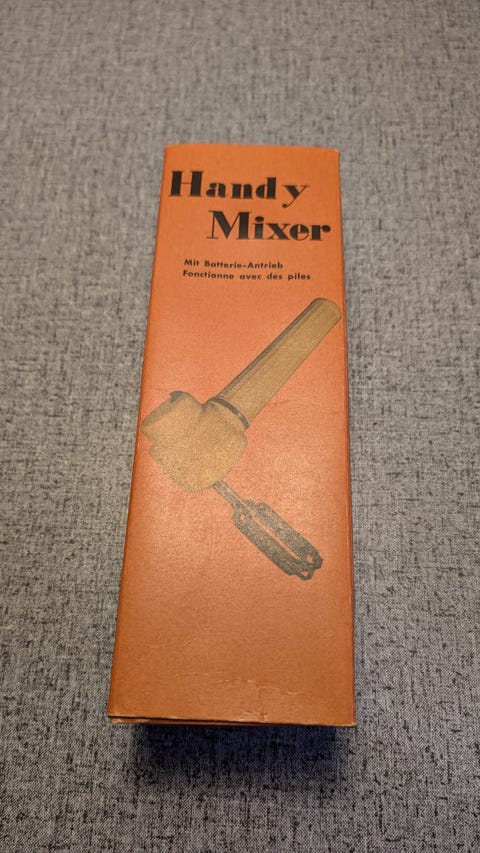 Handy
Mixer
Mit Batterie-Antrieb
Fonctionne avec des piles